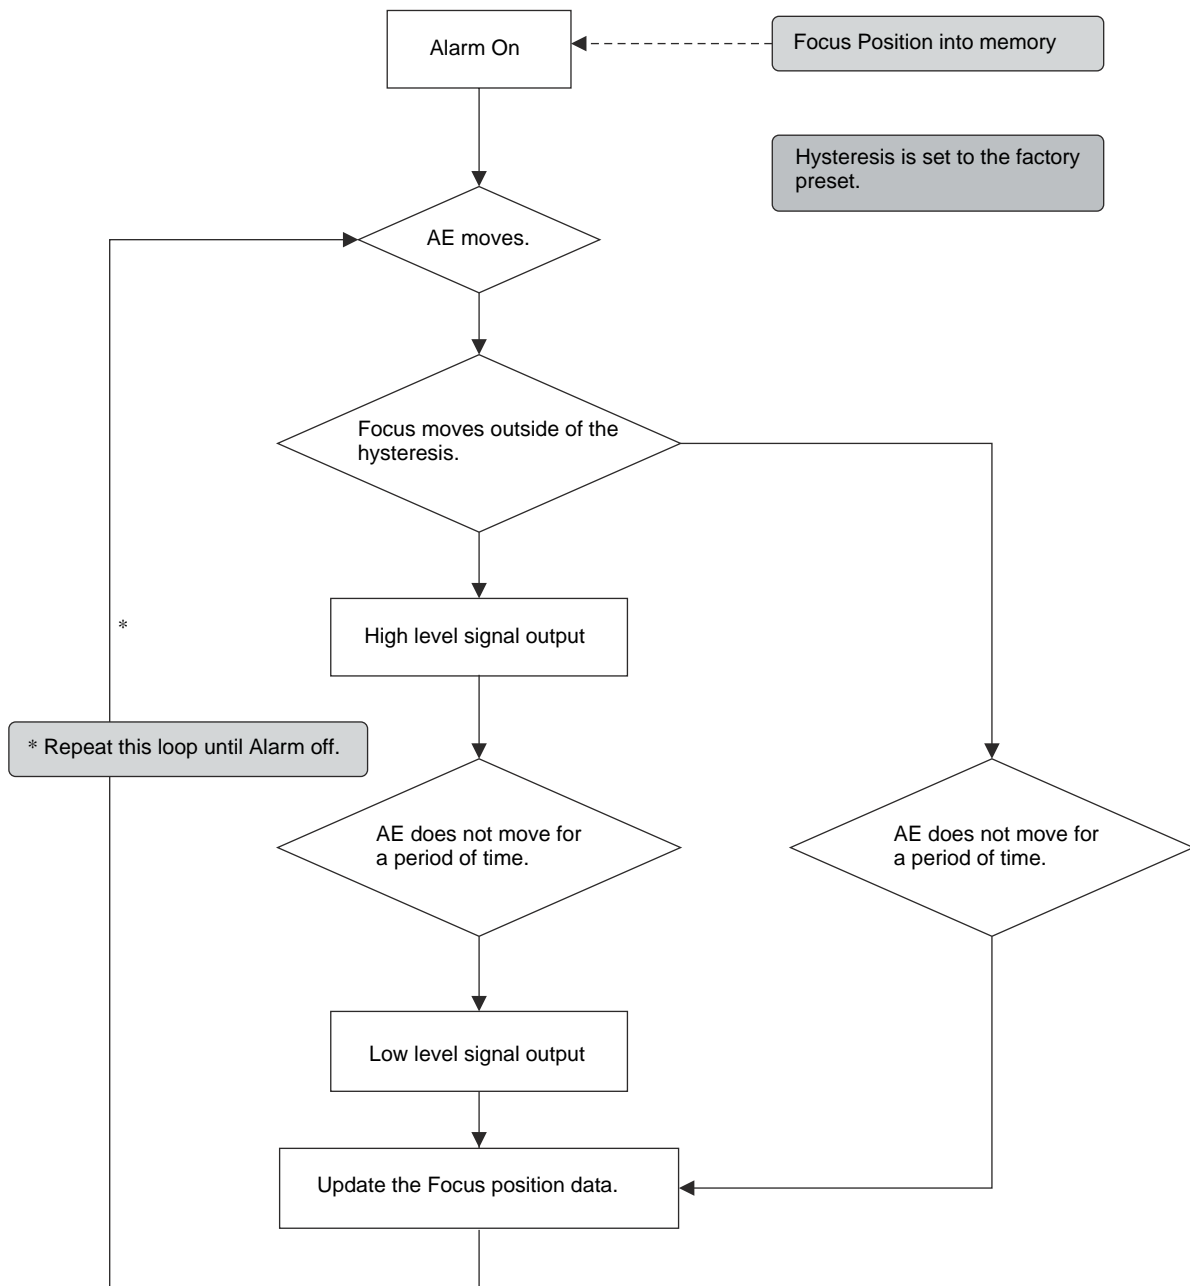 Alarm On
Focus Position into memory
Hysteresis is set to the factory
preset.
AE moves.
Focus moves outside of the
hysteresis.
High level signal output
*
* Repeat this loop until Alarm off.
AE does not move for
a period of time.
AE does not move for
a period of time.
Low level signal output
Update the Focus position data.